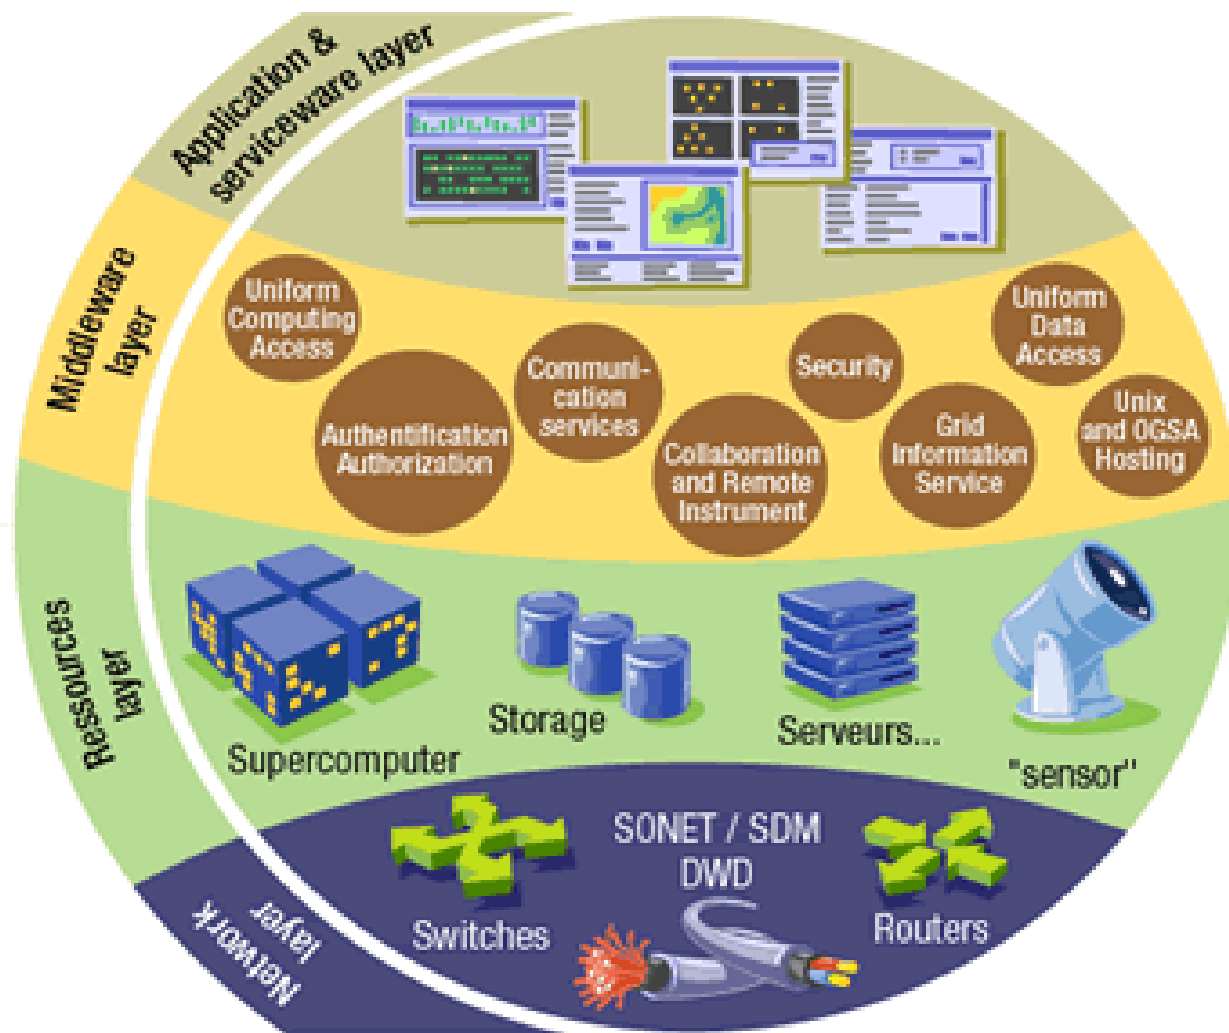 Application &
serviceware layer
Middleware
layer
Uniform
Computing
Access
Authentification
Authorization
Communi-
cation
services
Collaboration
and Remote
Instrument
Security
Grid
Information
Service
Uniform
Data
Access
Unix
and OGSA
Hosting
Ressources
layer
Supercomputer
Storage
Serveurs...
"sensor"
Network
layer
Switches
SONET / SDM
DWD
Routers